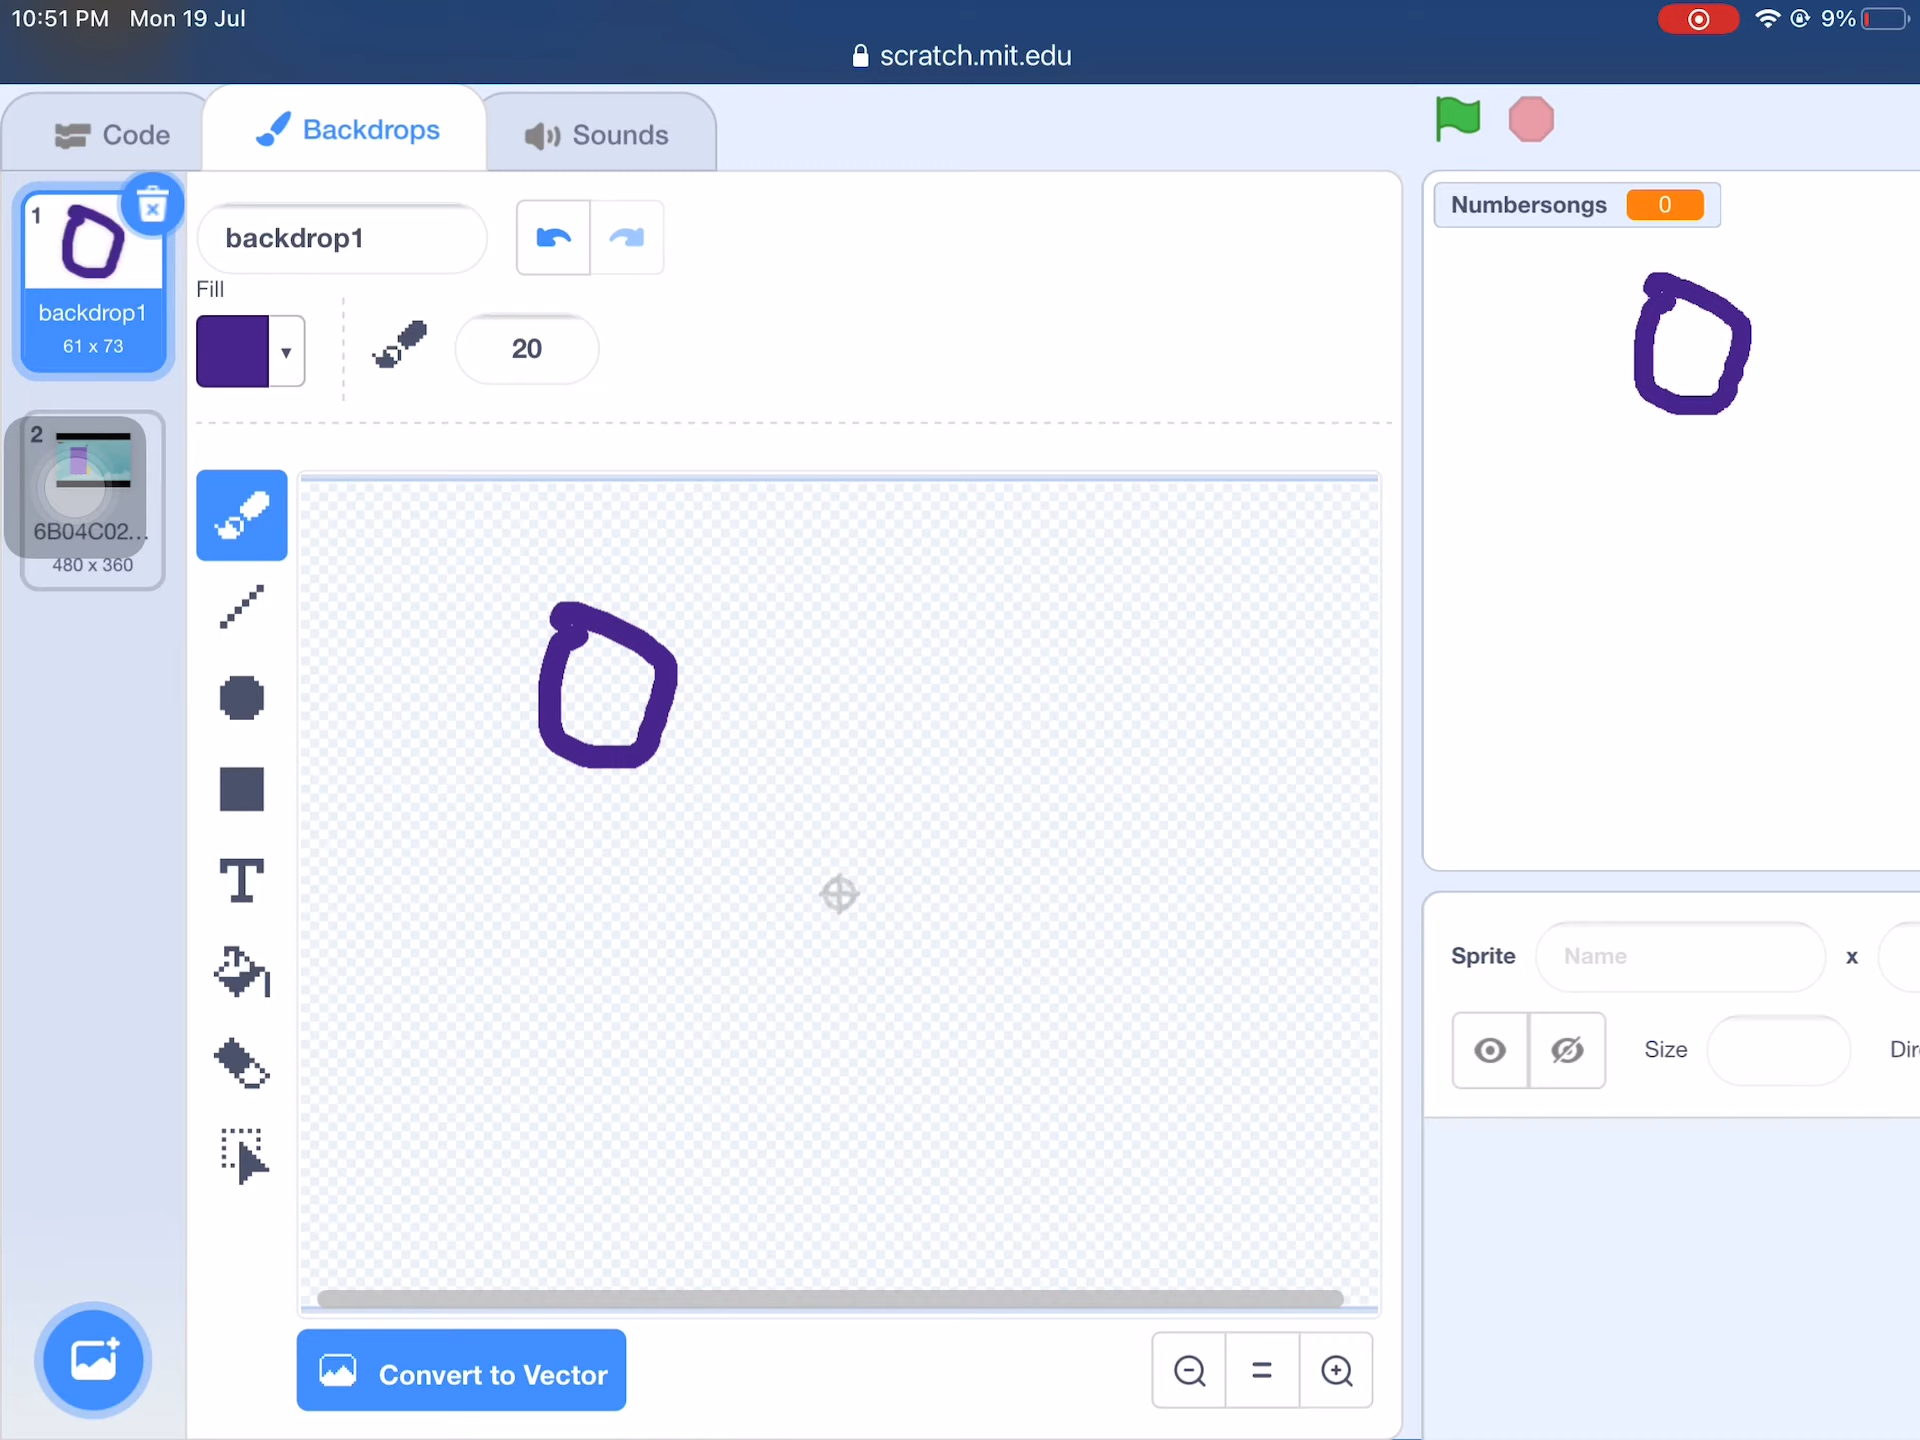 10:51 PM Mon 19 Jul
9%
scratch.mit.edu
Code
Backdrops
Sounds
1
backdrop1
61 x 73
2
6B04C02...
480 x 360
backdrop1
Fill
20
Convert to Vector
Numbersongs 0
Sprite Name x
Size
Dir